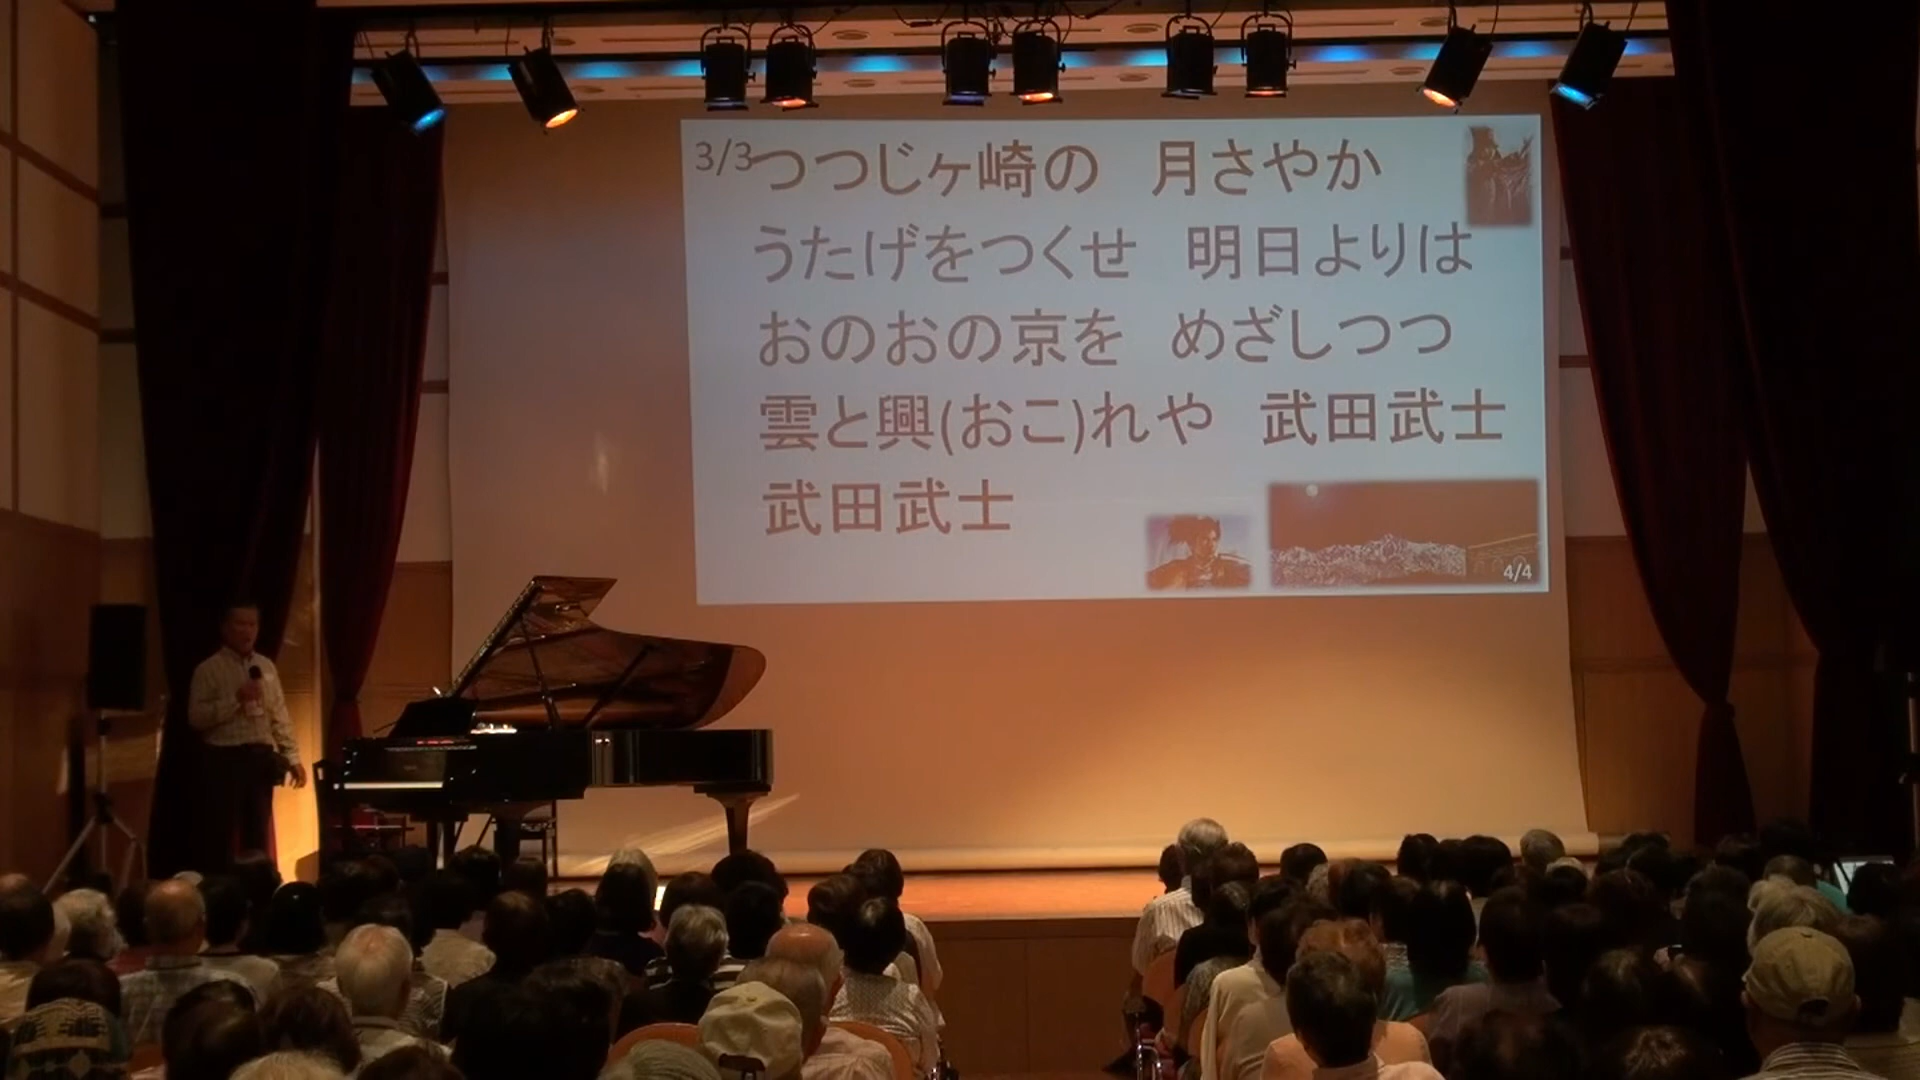 3/3つつじヶ崎の　月さやか
うたげをつくせ　明日よりは
おのおの京を　めざしつつ
雲と興(おこ)れや　武田武士
武田武士
4/4